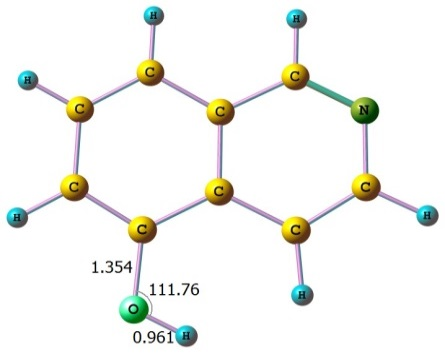 H H
H C C
C C N
C C C
H C C H
1.354 H
111.76
O
0.961 H